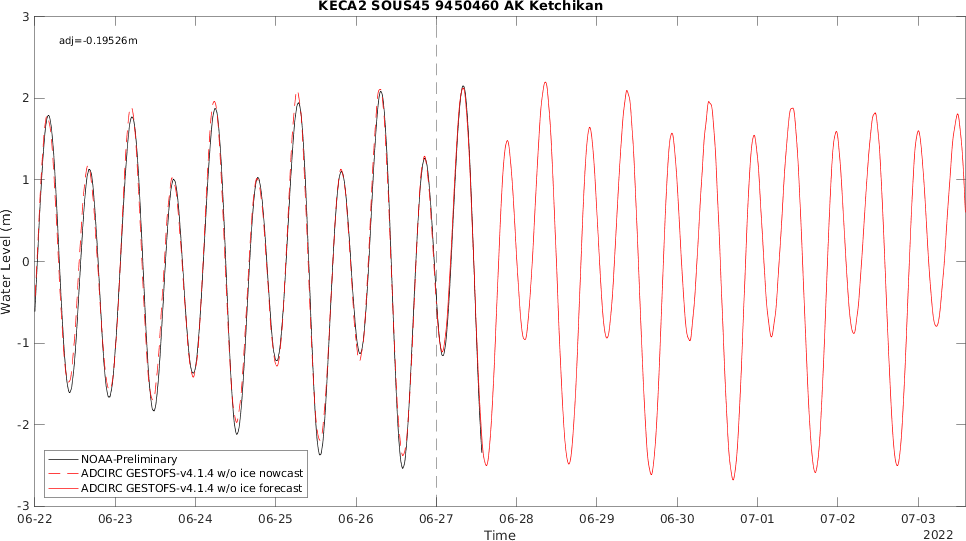 KECA2 SOUS45 9450460 AK Ketchikan
3
adj=-0.19526m
2
1
0
-1
-2
-3
Water Level (m)
NOAA-Preliminary
ADCIRC GESTOFS-v4.1.4 w/o ice nowcast
ADCIRC GESTOFS-v4.1.4 w/o ice forecast
06-22 06-23 06-24 06-25 06-26 06-27 06-28 06-29 06-30 07-01 07-02 07-03
Time
2022